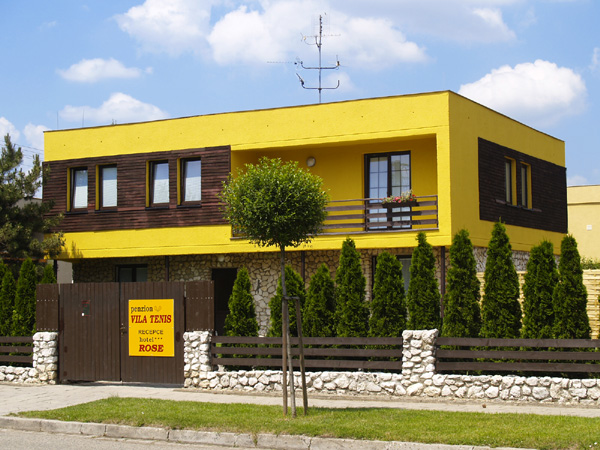 penzion
VILA TENIS
RECEPCE
hotel***
ROSE